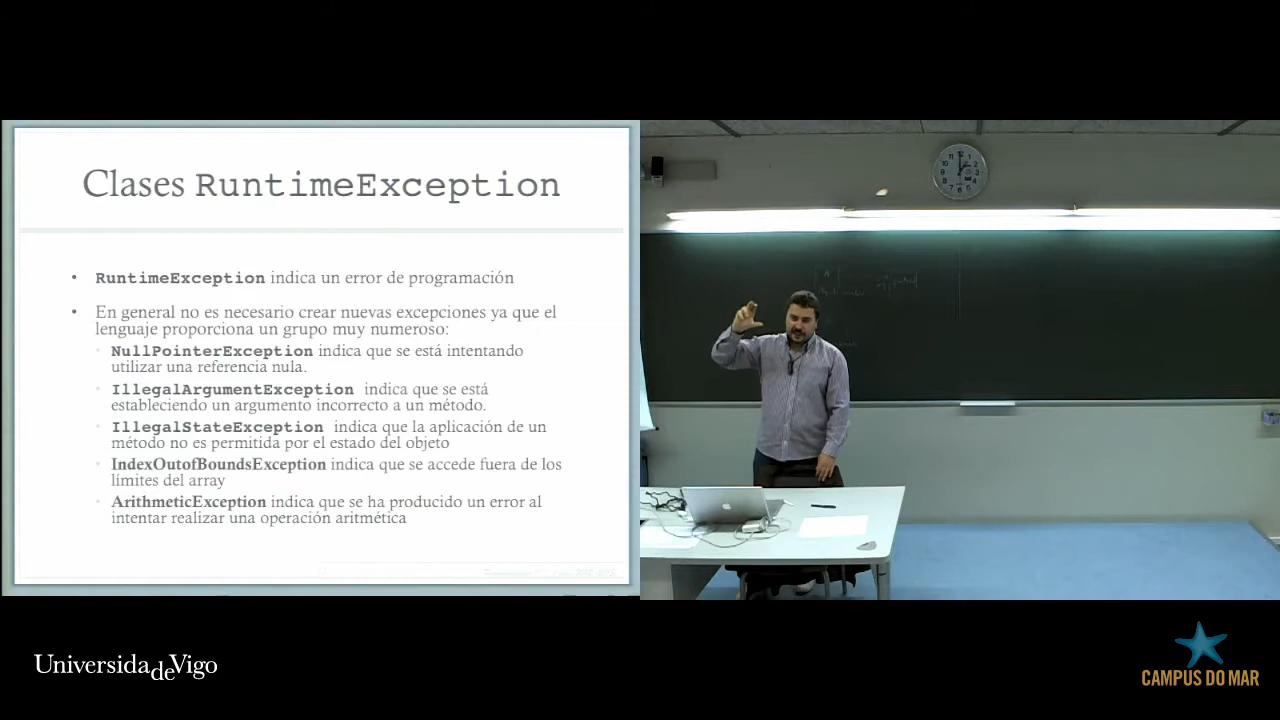 Clases RuntimeException
• RuntimeException indica un error de programación
• En general no es necesario crear nuevas excepciones ya que el
lenguaje proporciona un grupo muy numeroso:
NullPointerException indica que se está intentando
utilizar una referencia nula.
IllegalArgumentException indica que se está
estableciendo un argumento incorrecto a un método.
IllegalStateException indica que la aplicación de un
método no es permitida por el estado del objeto
IndexOutofBoundsException indica que se accede fuera de los
límites del array
ArithmeticException indica que se ha producido un error al
intentar realizar una operación aritmética
UniversidadeVigo
CAMPUS DO MAR